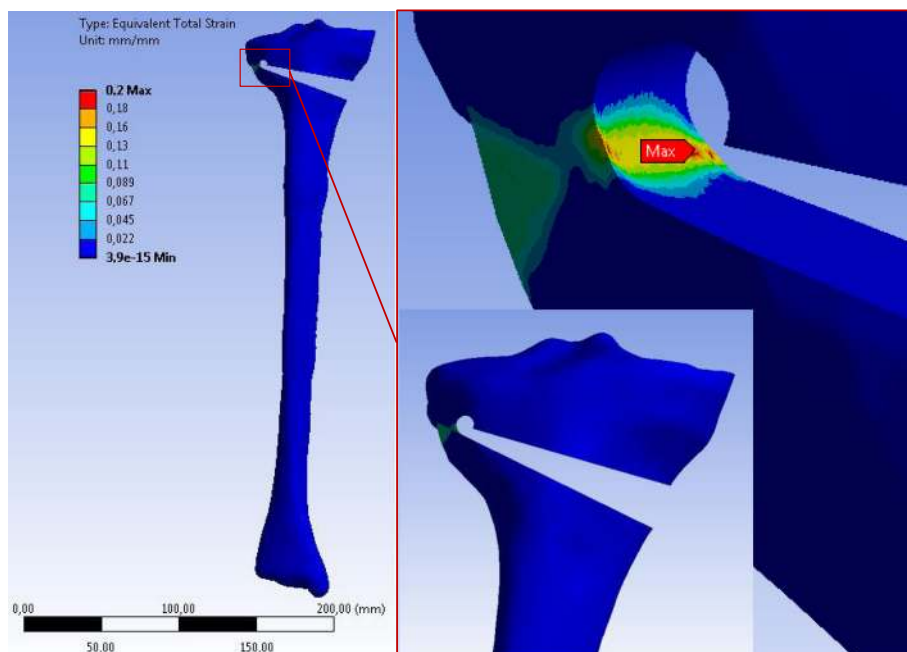 Type: Equivalent Total Strain
Unit: mm/mm
0,2 Max
0,18
0,16
0,13
0,11
0,089
0,067
0,045
0,022
3,9e-15 Min
Max
0,00
100,00
200,00 (mm)
50,00
150,00